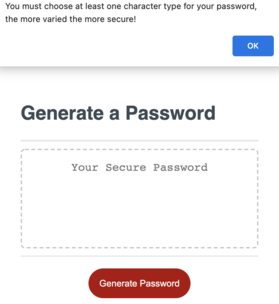 You must choose at least one character type for your password,
the more varied the more secure!
OK
Generate a Password
Your Secure Password
Generate Password